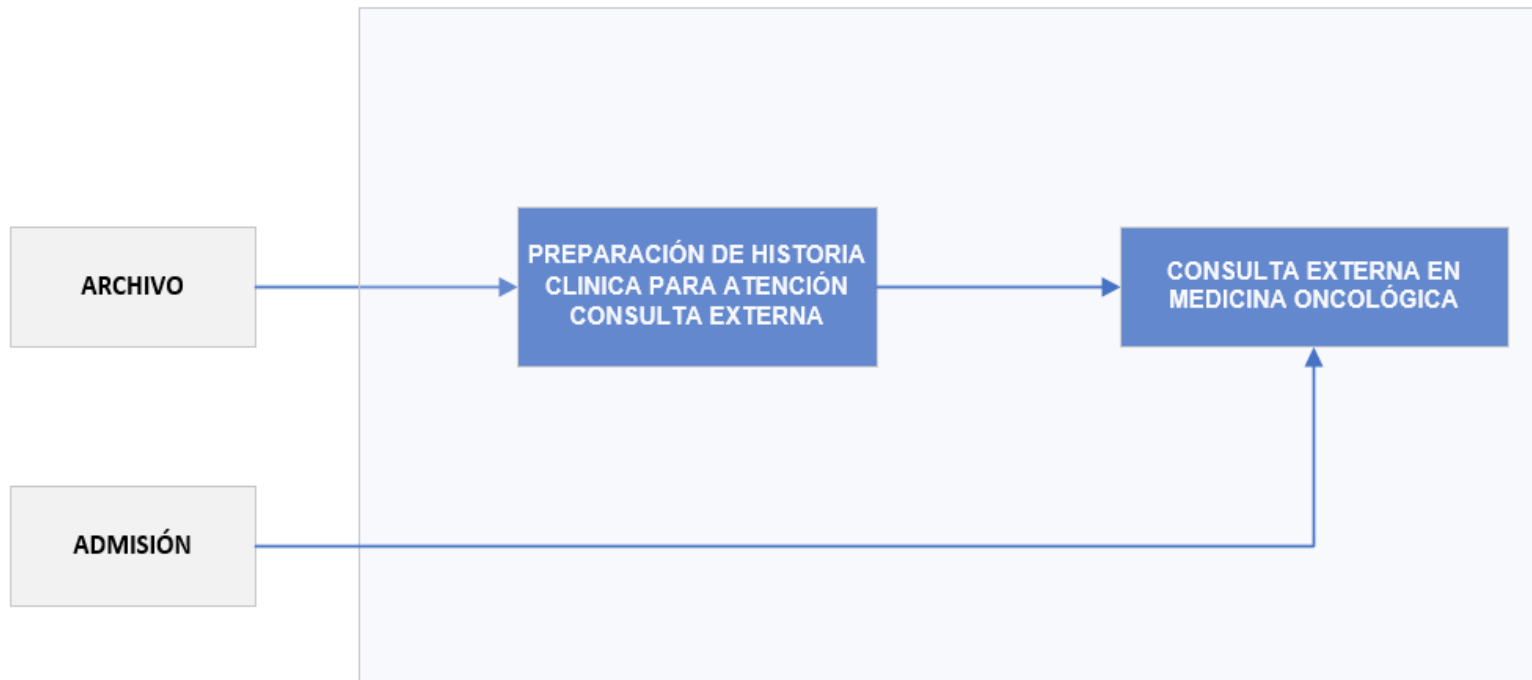 ARCHIVO
PREPARACIÓN DE HISTORIA
CLINICA PARA ATENCIÓN
CONSULTA EXTERNA
CONSULTA EXTERNA EN
MEDICINA ONCOLÓGICA
ADMISIÓN